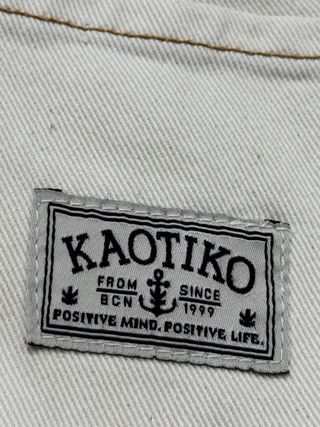 KAOTIKO
FROM SINCE
BCN 1999
POSITIVE MIND. POSITIVE LIFE.